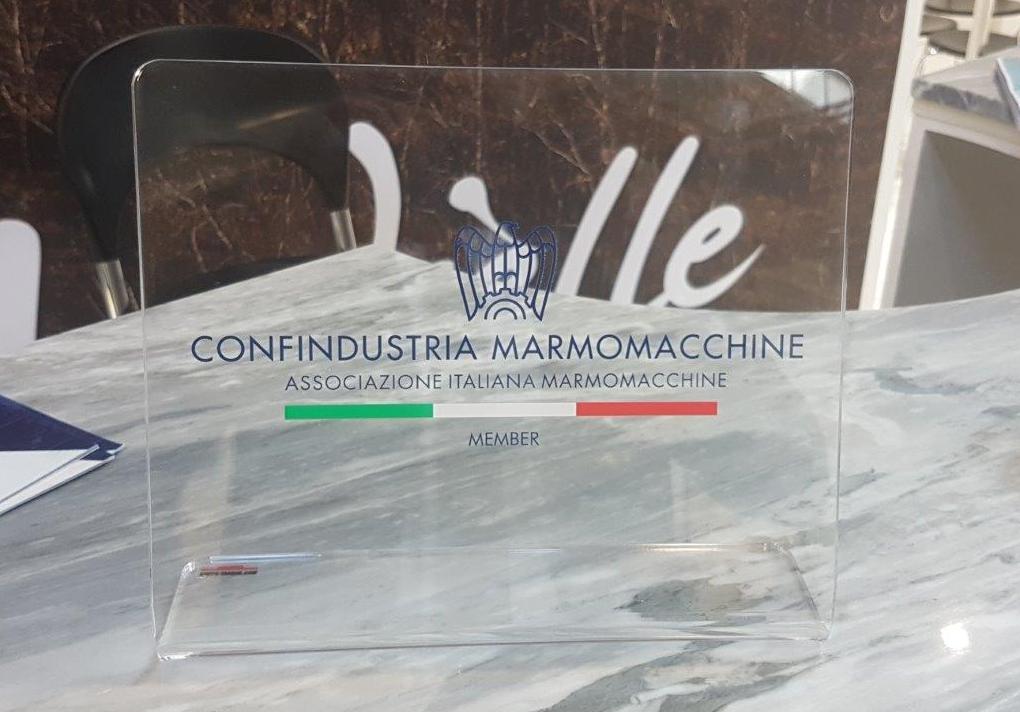 CONFINDUSTRIA MARMOMACCHINE
ASSOCIAZIONE ITALIANA MARMOMACCHINE
MEMBER